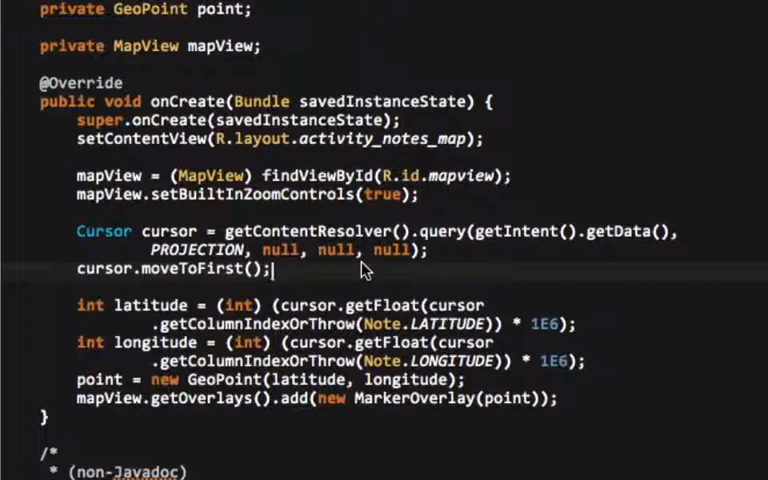 private GeoPoint point;
private MapView mapView;
@Override
public void onCreate(Bundle savedInstanceState) {
super.onCreate(savedInstanceState);
setContentView(R.layout.activity_notes_map);
mapView = (MapView) findViewById(R.id.mapview);
mapView.setBuiltInZoomControls(true);
Cursor cursor = getContentResolver().query(getIntent().getData(),
PROJECTION, null, null, null);
cursor.moveToFirst();
int latitude = (int) (cursor.getFloat(cursor
.getColumnIndexOrThrow(Note.LATITUDE)) * 1E6);
int longitude = (int) (cursor.getFloat(cursor
.getColumnIndexOrThrow(Note.LONGITUDE)) * 1E6);
point = new GeoPoint(latitude, longitude);
mapView.getOverlays().add(new MarkerOverlay(point));
}
/*
* (non-Javadoc)